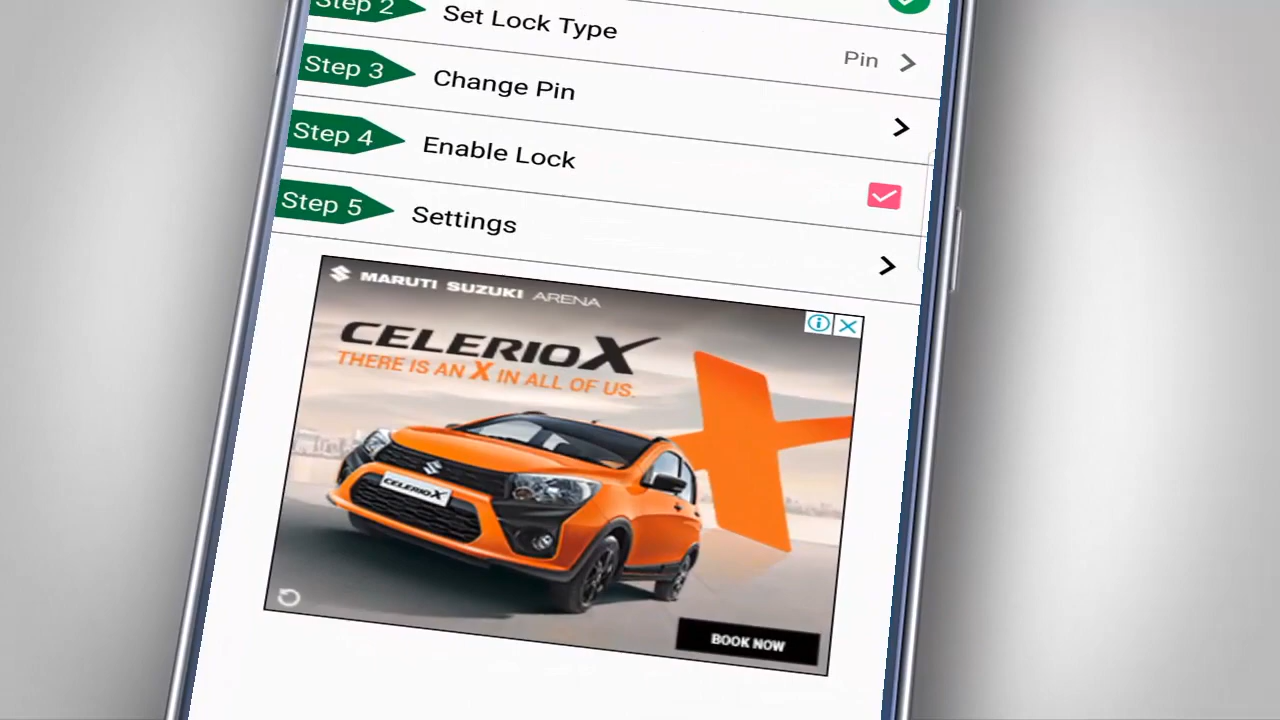 Step 2
Set Lock Type
Pin
Step 3
Change Pin
Step 4
Enable Lock
Step 5
Settings
MARUTI SUZUKI ARENA
CELERIO X
THERE IS AN X IN ALL OF US.
CELERIO X
BOOK NOW